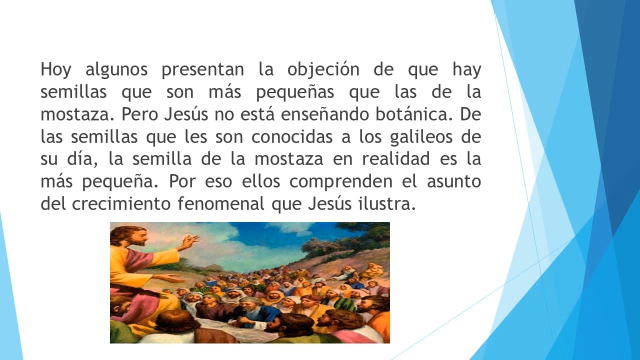 Hoy algunos presentan la objeción de que hay
semillas que son más pequeñas que las de la
mostaza. Pero Jesús no está enseñando botánica. De
las semillas que les son conocidas a los galileos de
su día, la semilla de la mostaza en realidad es la
más pequeña. Por eso ellos comprenden el asunto
del crecimiento fenomenal que Jesús ilustra.